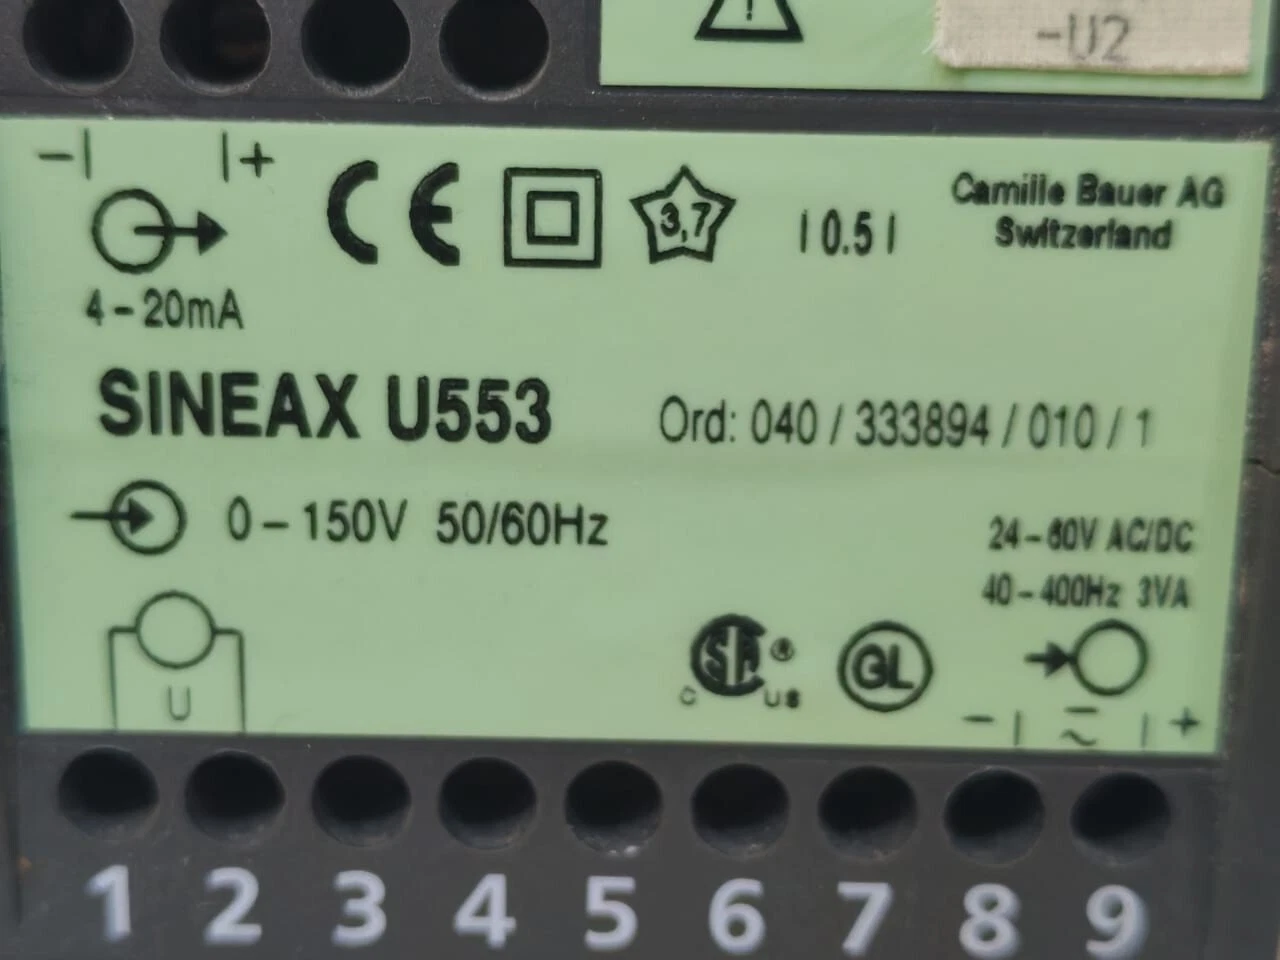 -U2
- +
CE
3,7
0.5
Camille Bauer AG
Switzerland
4-20mA
SINEAX U553
Ord: 040 / 333894 / 010 / 1
0-150V 50/60Hz
24-60V AC/DC
40-400Hz 3VA
U
SA ®
C US
GL
- ~ +
1 2 3 4 5 6 7 8 9